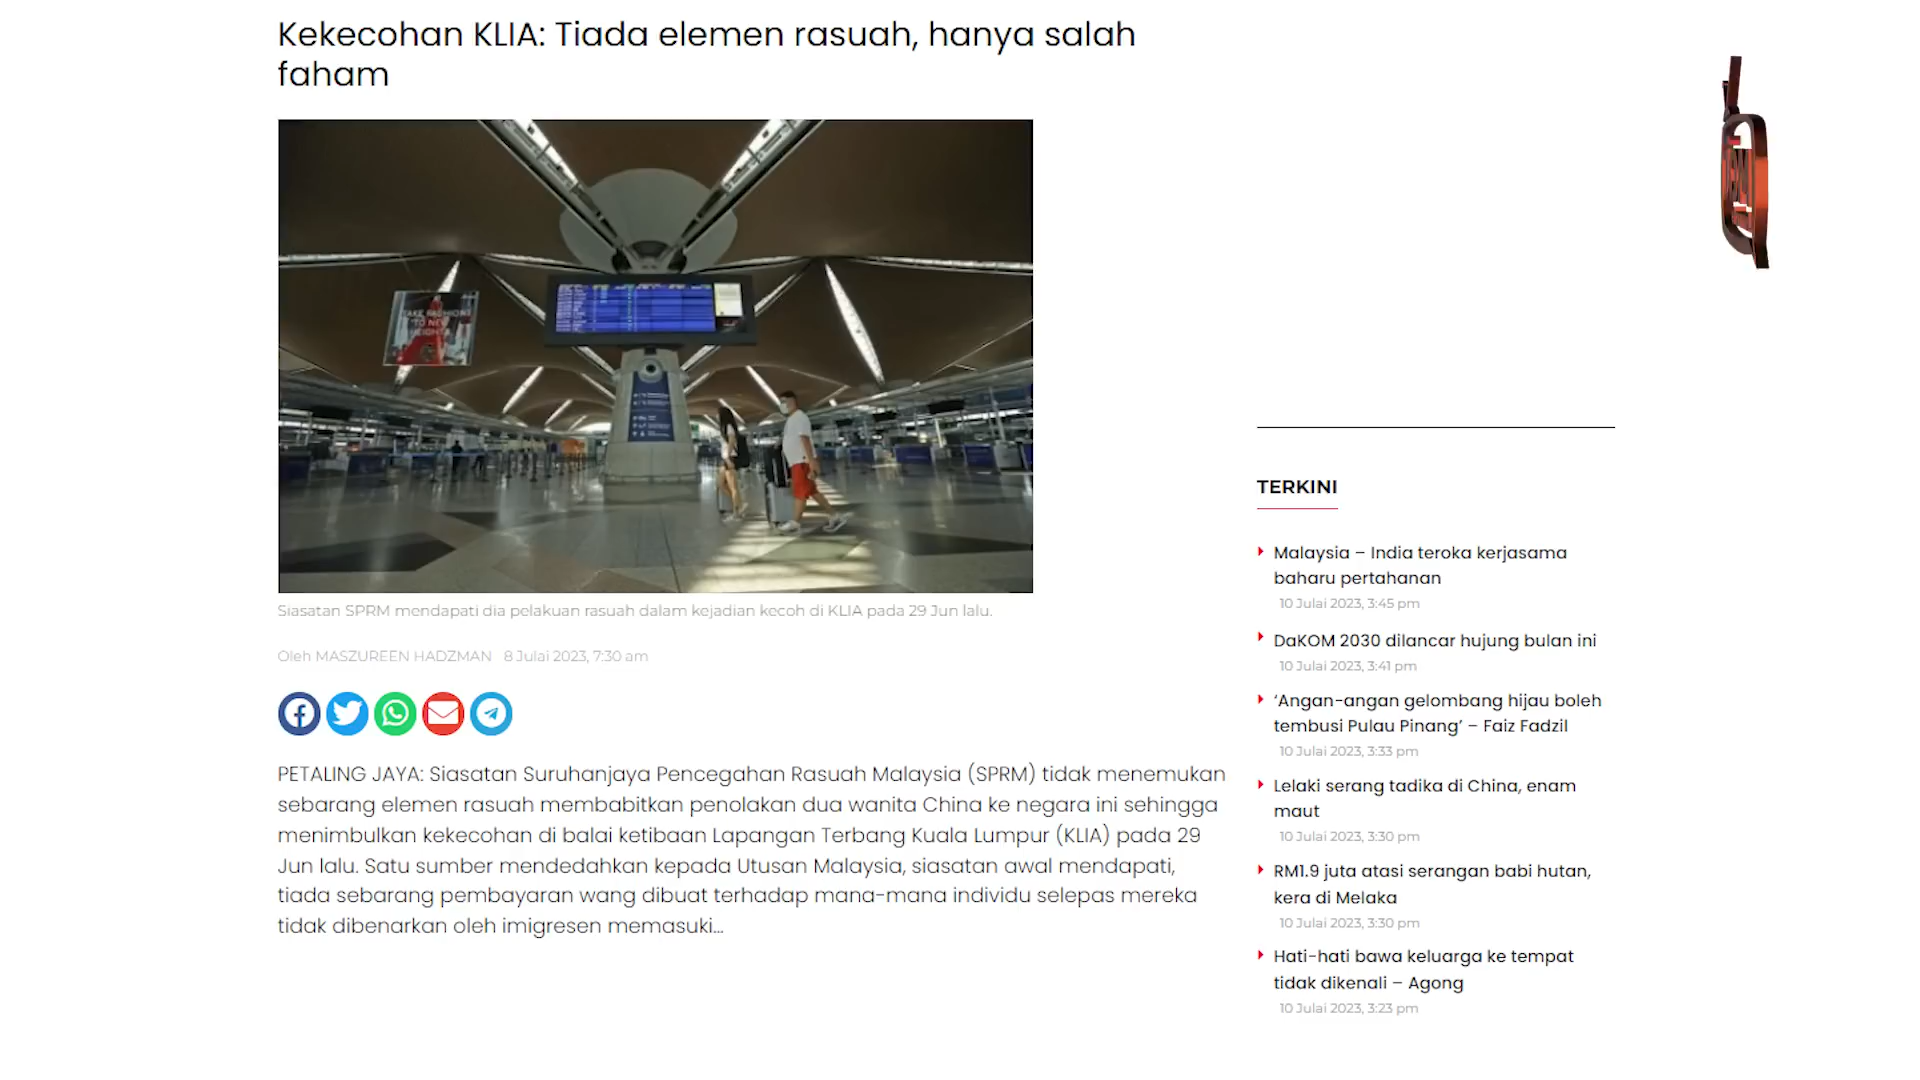 Kekecohan KLIA: Tiada elemen rasuah, hanya salah
faham
TAKE FASHION
TO NEW
HEIGHTS
Siasatan SPRM mendapati dia pelakuan rasuah dalam kejadian kecoh di KLIA pada 29 Jun lalu.
Oleh MASZUREEN HADZMAN 8 Julai 2023, 7:30 am
PETALING JAYA: Siasatan Suruhanjaya Pencegahan Rasuah Malaysia (SPRM) tidak menemukan
sebarang elemen rasuah membabitkan penolakan dua wanita China ke negara ini sehingga
menimbulkan kekecohan di balai ketibaan Lapangan Terbang Kuala Lumpur (KLIA) pada 29
Jun lalu. Satu sumber mendedahkan kepada Utusan Malaysia, siasatan awal mendapati,
tiada sebarang pembayaran wang dibuat terhadap mana-mana individu selepas mereka
tidak dibenarkan oleh imigresen memasuki...
TERKINI
Malaysia – India teroka kerjasama
baharu pertahanan
10 Julai 2023, 3:45 pm
DaKOM 2030 dilancar hujung bulan ini
10 Julai 2023, 3:41 pm
‘Angan-angan gelombang hijau boleh
tembusi Pulau Pinang’ – Faiz Fadzil
10 Julai 2023, 3:33 pm
Lelaki serang tadika di China, enam
maut
10 Julai 2023, 3:30 pm
RM1.9 juta atasi serangan babi hutan,
kera di Melaka
10 Julai 2023, 3:30 pm
Hati-hati bawa keluarga ke tempat
tidak dikenali – Agong
10 Julai 2023, 3:23 pm